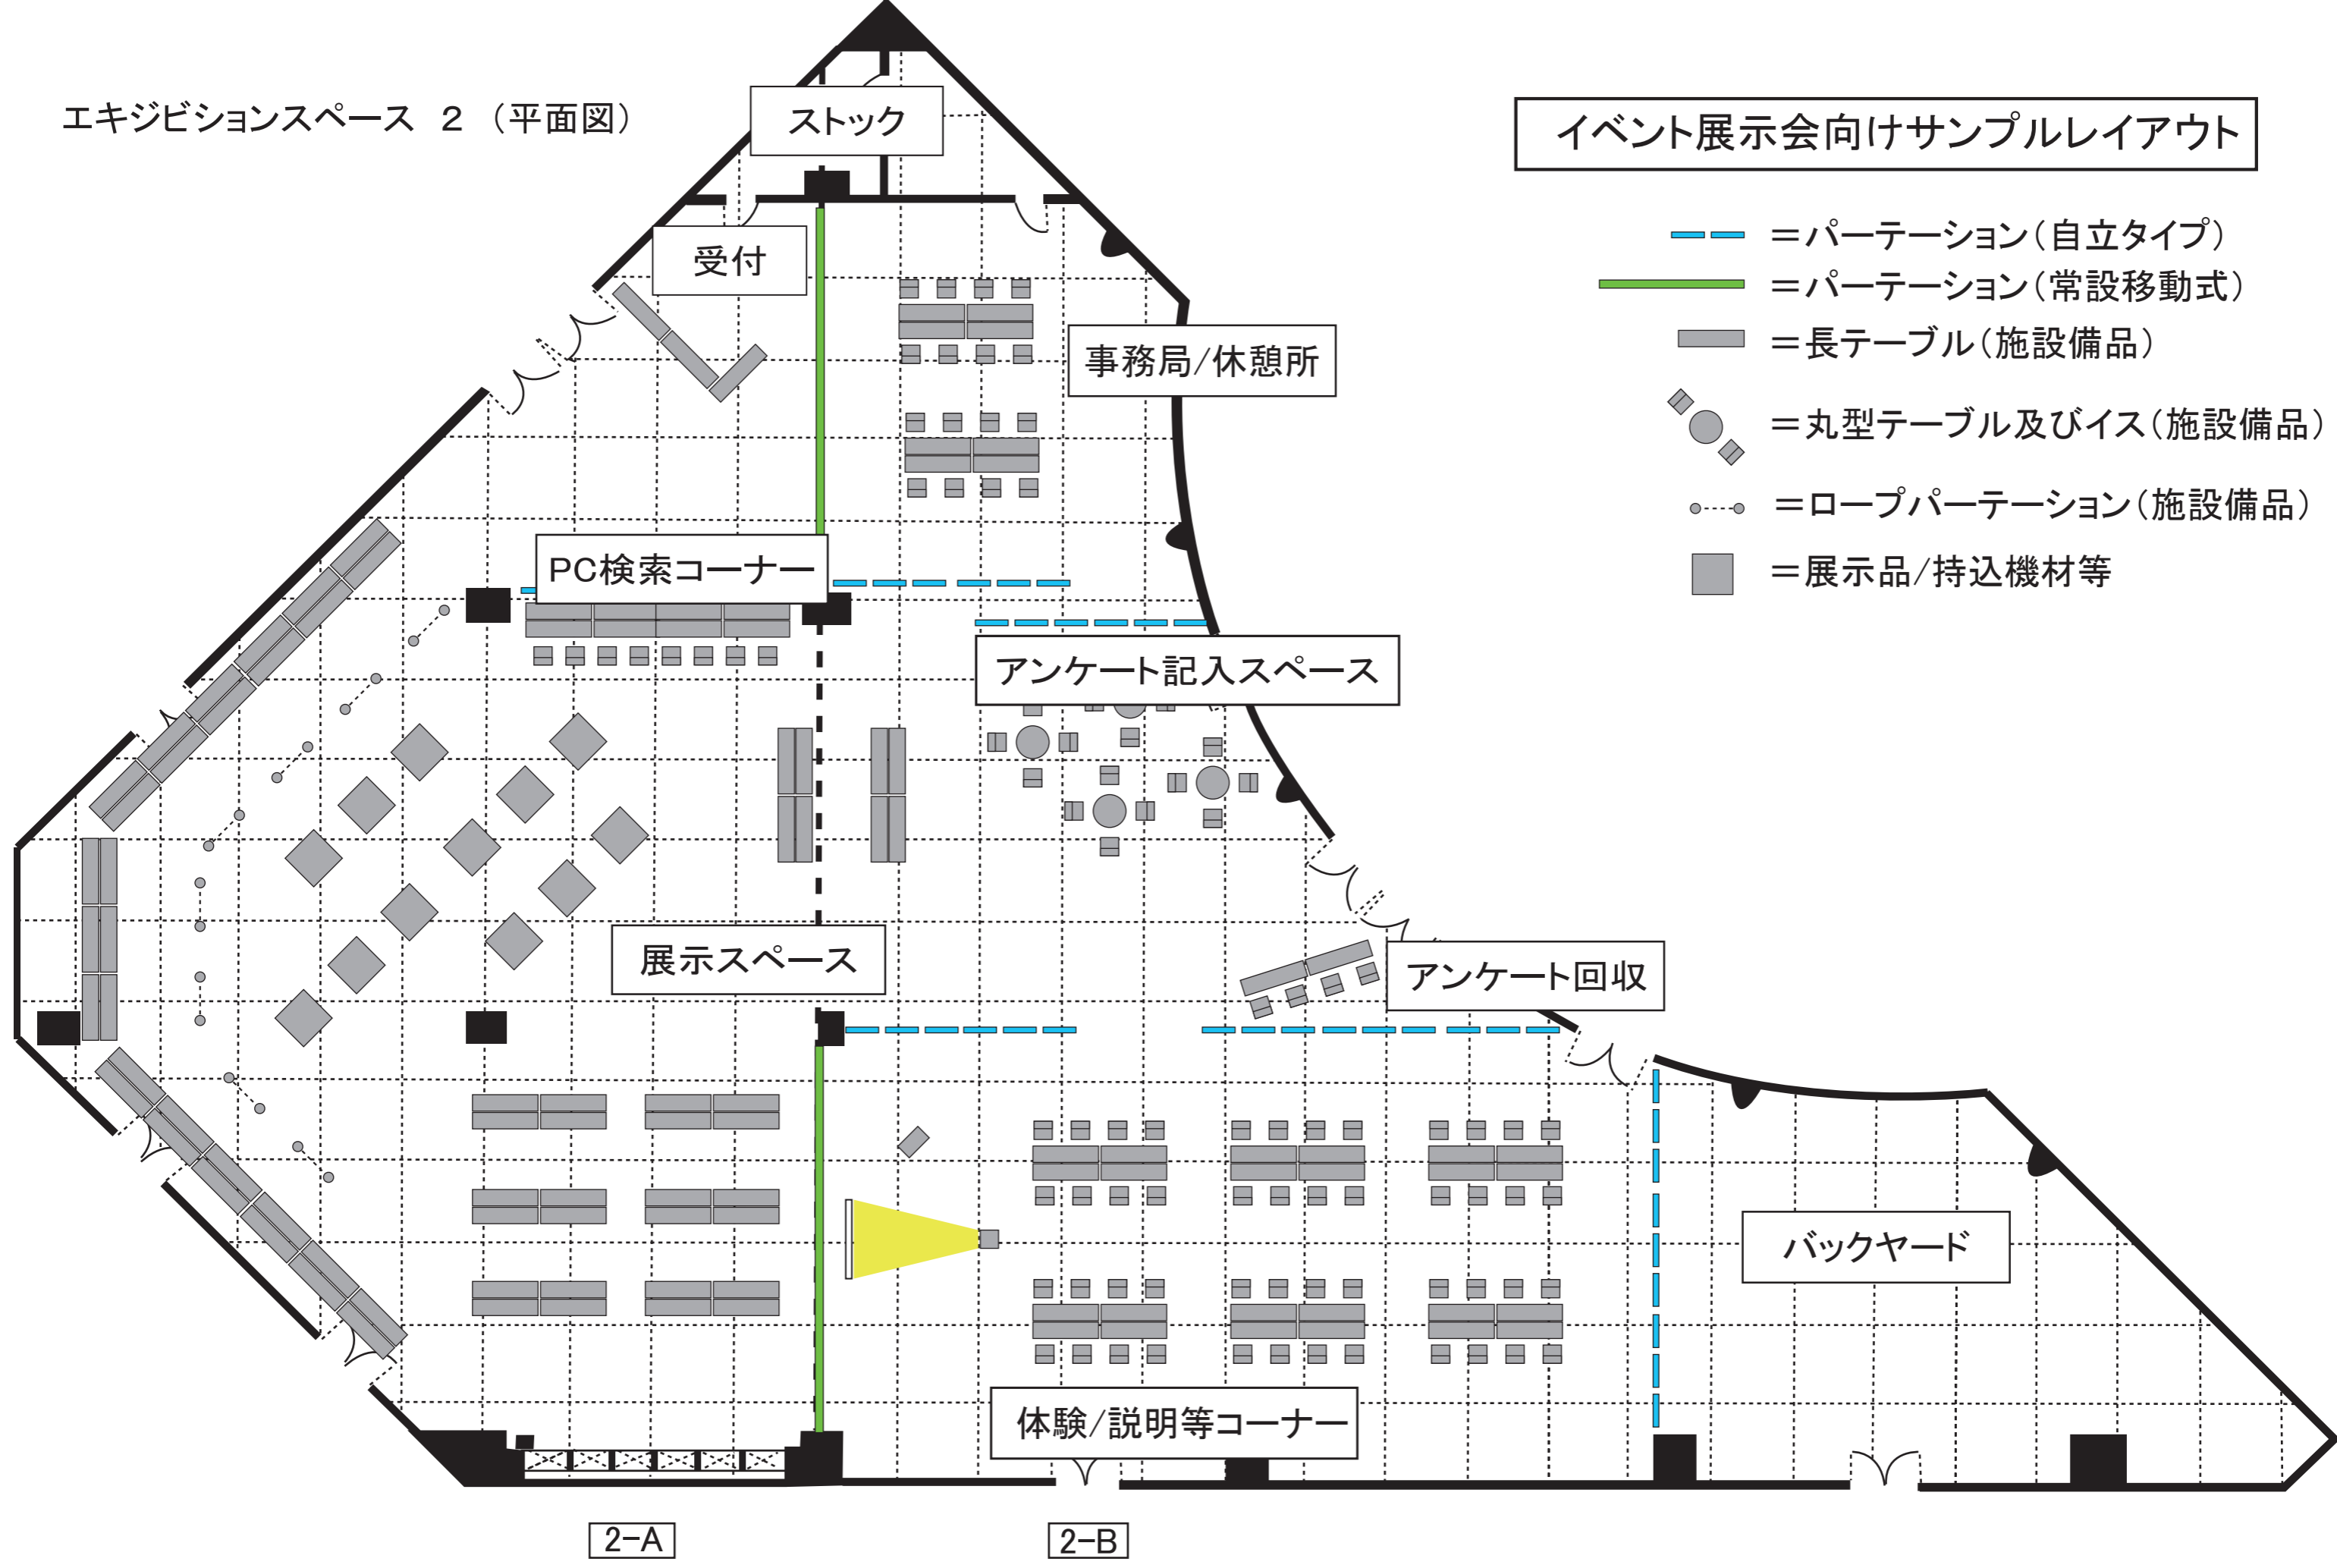 エキジビションスペース　２　（平面図）
イベント展示会向けサンプルレイアウト
＝パーテーション（自立タイプ）
＝パーテーション（常設移動式）
＝長テーブル（施設備品）
＝丸型テーブル及びイス（施設備品）
＝ロープパーテーション（施設備品）
＝展示品/持込機材等
ストック
受付
事務局/休憩所
PC検索コーナー
アンケート記入スペース
展示スペース
アンケート回収
バックヤード
体験/説明等コーナー
2-A
2-B